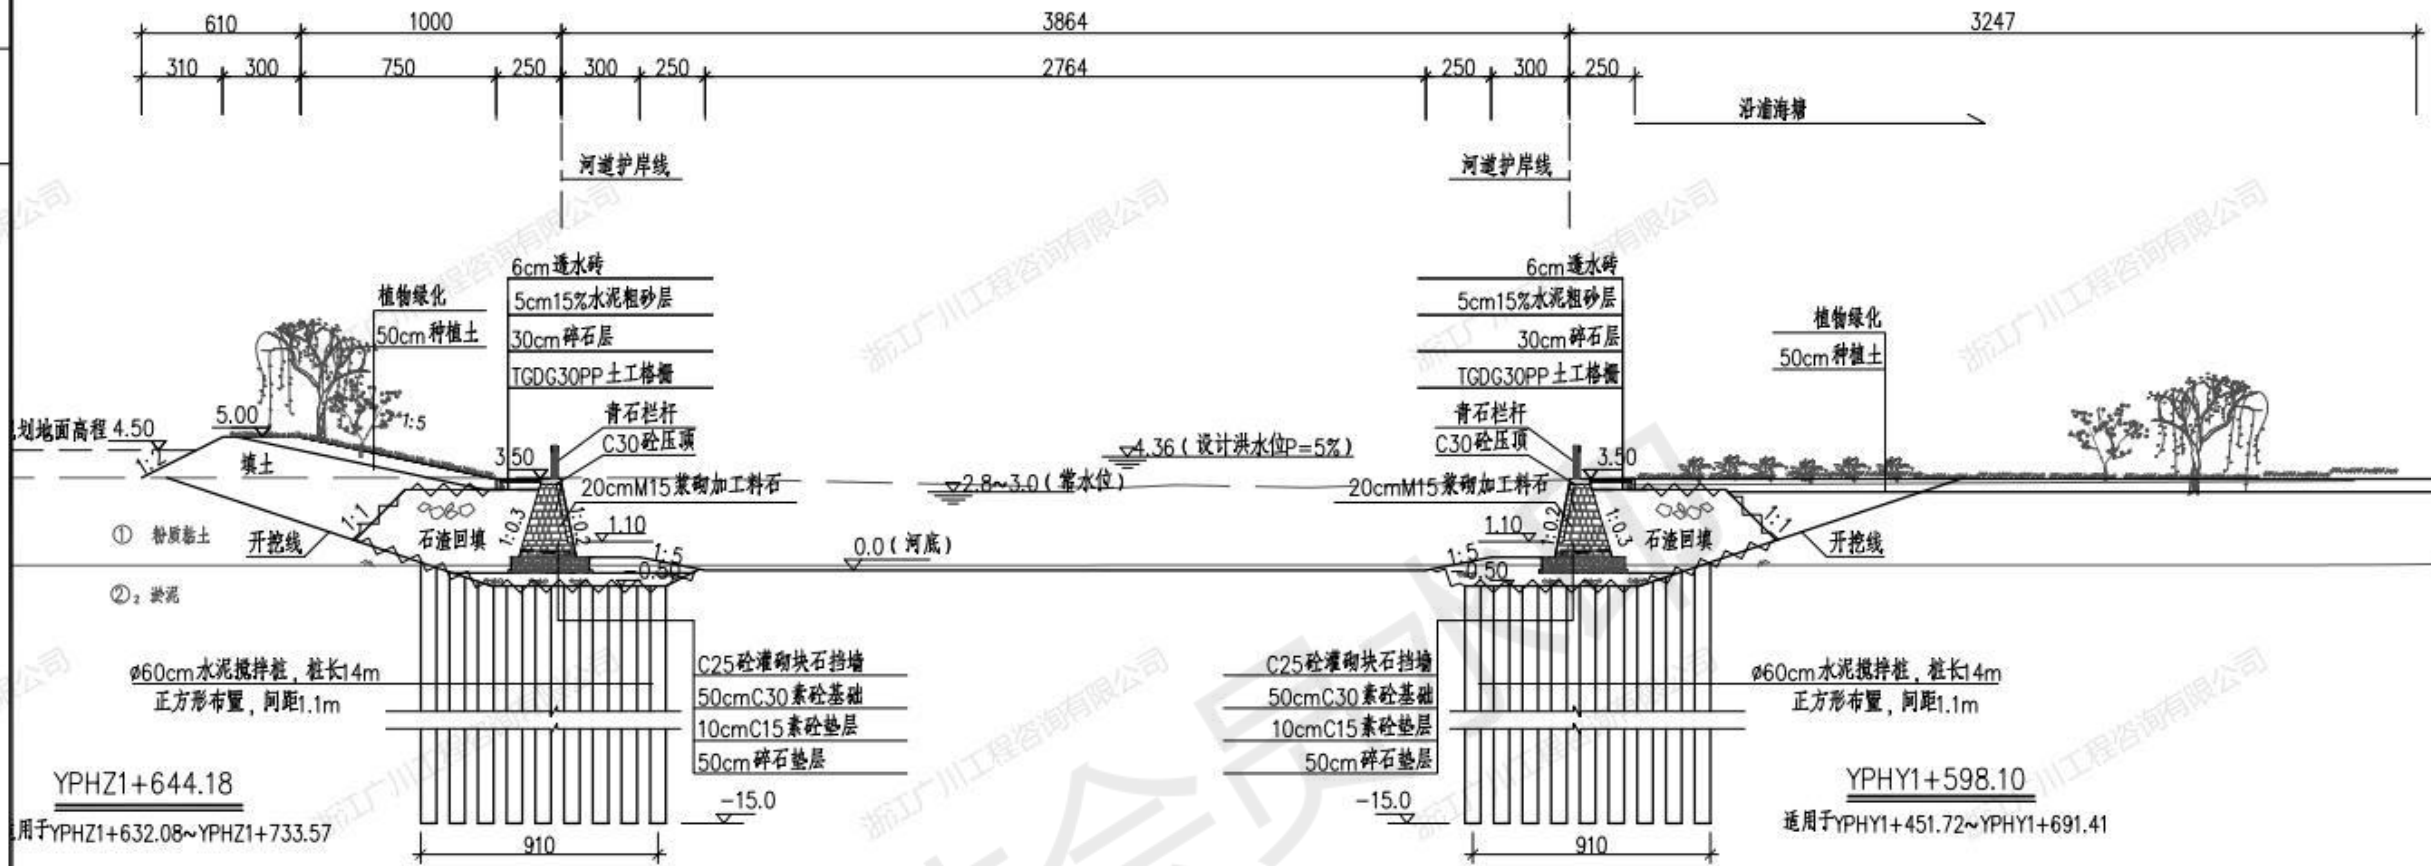 610 1000 3864 3247
310 300 750 250 300 250 2764 250 300 250
沿浦海塘
河道护岸线 河道护岸线
6cm透水砖
5cm15%水泥粗砂层
30cm碎石层
TGDG30PP土工格栅
植物绿化
50cm种植土
6cm透水砖
5cm15%水泥粗砂层
30cm碎石层
TGDG30PP土工格栅
植物绿化
50cm种植土
划地面高程4.50
5.00
1:5
1:2
填土
3.50
青石栏杆
C30砼压顶
20cmM15浆砌加工料石
4.36(设计洪水位P=5%)
2.8~3.0(常水位)
青石栏杆
C30砼压顶
20cmM15浆砌加工料石
3.50
① 粉质黏土
开挖线
1:1
石渣回填
1:0.3
1:0.2
1.10
1:5
-0.50
0.0(河底)
1.10
1:5
-0.50
1:0.2
1:0.3
石渣回填
1:1
开挖线
②₂ 淤泥
ø60cm水泥搅拌桩,桩长14m
正方形布置,间距1.1m
C25砼灌砌块石挡墙
50cmC30素砼基础
10cmC15素砼垫层
50cm碎石垫层
C25砼灌砌块石挡墙
50cmC30素砼基础
10cmC15素砼垫层
50cm碎石垫层
ø60cm水泥搅拌桩,桩长14m
正方形布置,间距1.1m
-15.0 -15.0
YPHZ1+644.18
适用于YPHZ1+632.08~YPHZ1+733.57
YPHY1+598.10
适用于YPHY1+451.72~YPHY1+691.41
910 910
浙江广川工程咨询有限公司